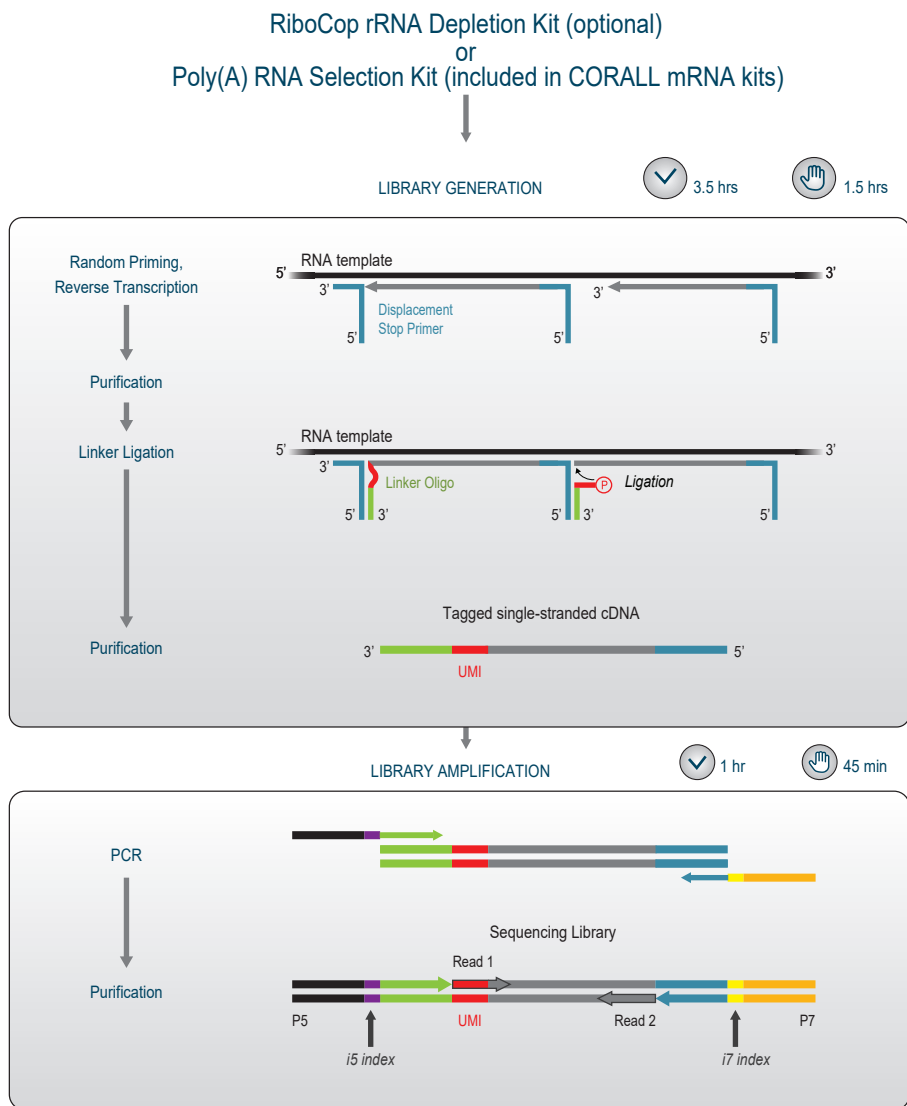 RiboCop rRNA Depletion Kit (optional)
or
Poly(A) RNA Selection Kit (included in CORALL mRNA kits)
LIBRARY GENERATION
3.5 hrs
1.5 hrs
Random Priming,
Reverse Transcription
RNA template
5’
3’
3’
3’
Displacement
Stop Primer
5’
5’
5’
Purification
Linker Ligation
RNA template
5’
3’
3’
Linker Oligo
P
Ligation
5’
3’
5’
3’
5’
Tagged single-stranded cDNA
Purification
3’
5’
UMI
LIBRARY AMPLIFICATION
1 hr
45 min
PCR
Sequencing Library
Read 1
Purification
P5
UMI
Read 2
P7
i5 index
i7 index